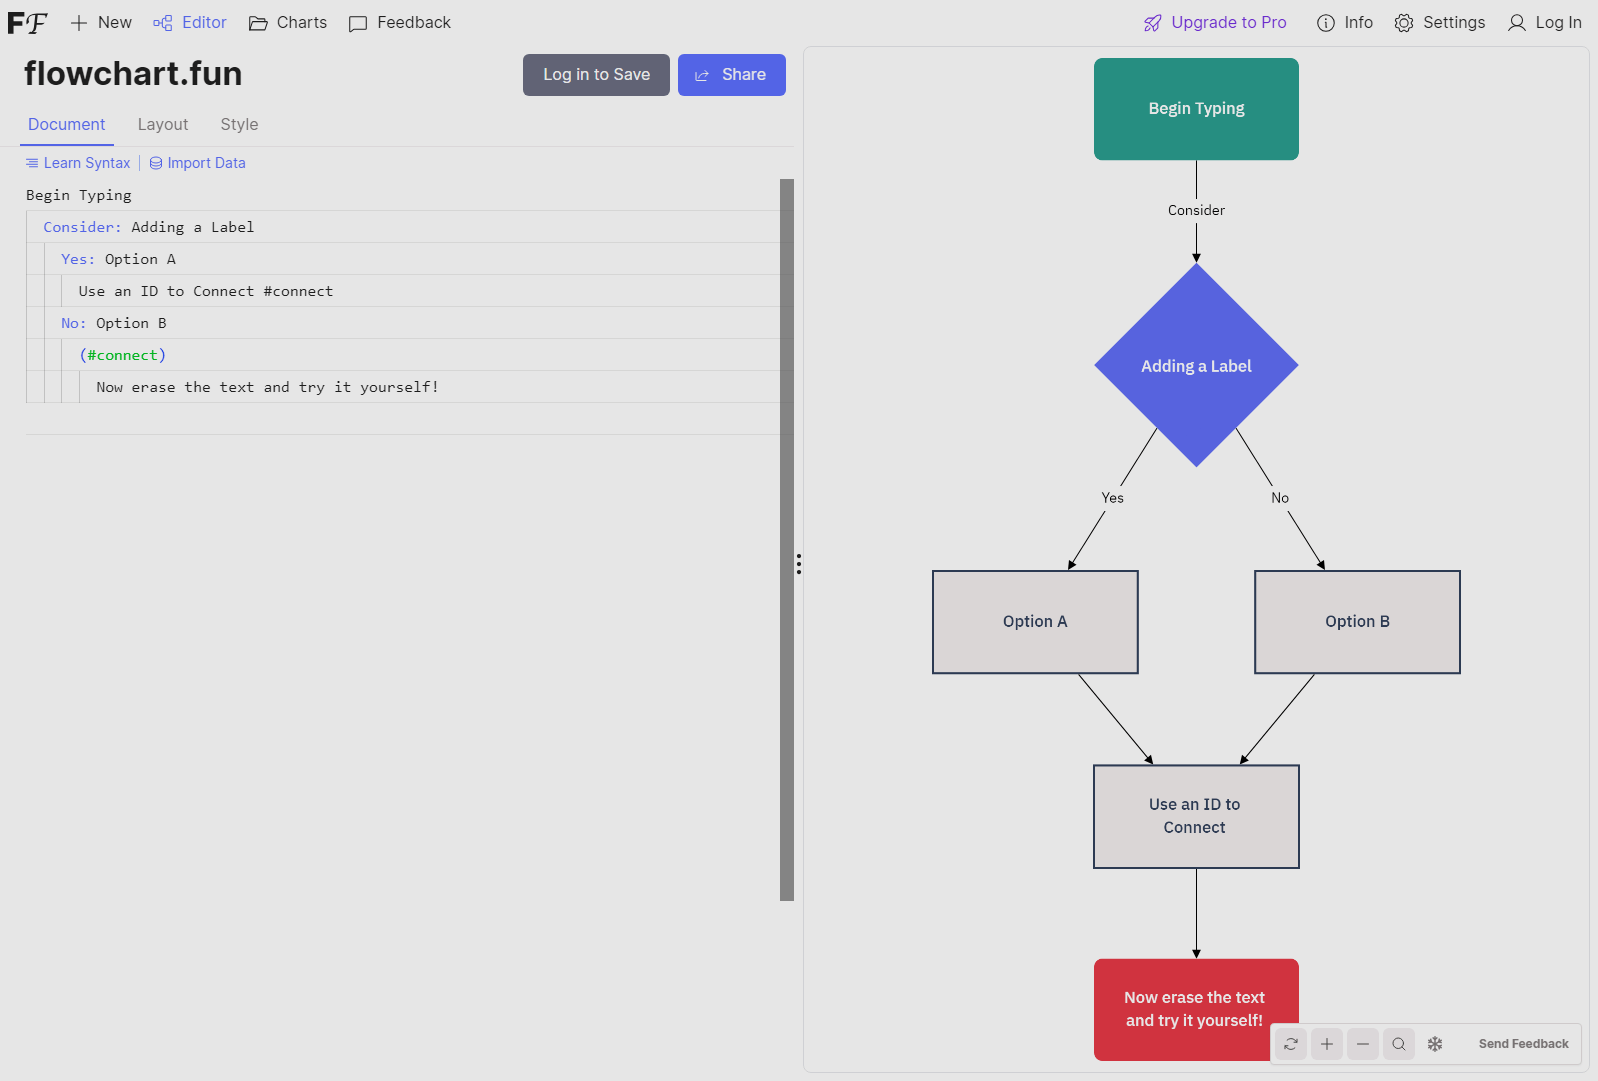 FF
New
Editor
Charts
Feedback
Upgrade to Pro
Info
Settings
Log In
flowchart.fun
Log in to Save
Share
Document
Layout
Style
Learn Syntax
Import Data
Begin Typing
Consider: Adding a Label
Yes: Option A
Use an ID to Connect #connect
No: Option B
(#connect)
Now erase the text and try it yourself!
Begin Typing
Consider
Adding a Label
Yes
No
Option A
Option B
Use an ID to
Connect
Now erase the text
and try it yourself!
Send Feedback